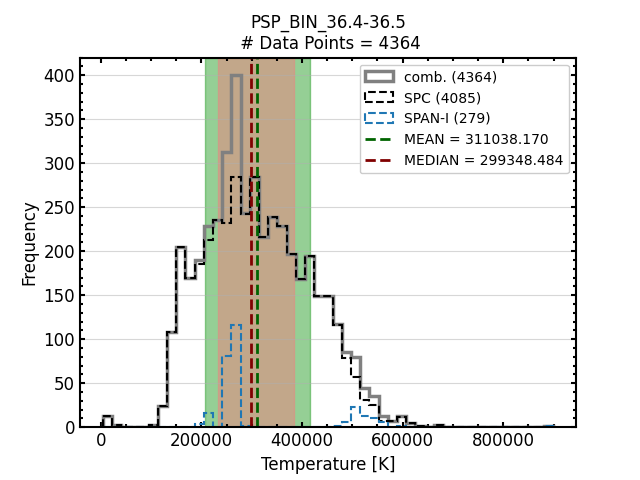 PSP_BIN_36.4-36.5
# Data Points = 4364
comb. (4364)
SPC (4085)
SPAN-I (279)
MEAN = 311038.170
MEDIAN = 299348.484
Frequency
400
350
300
250
200
150
100
50
0
0 200000 400000 600000 800000
Temperature [K]